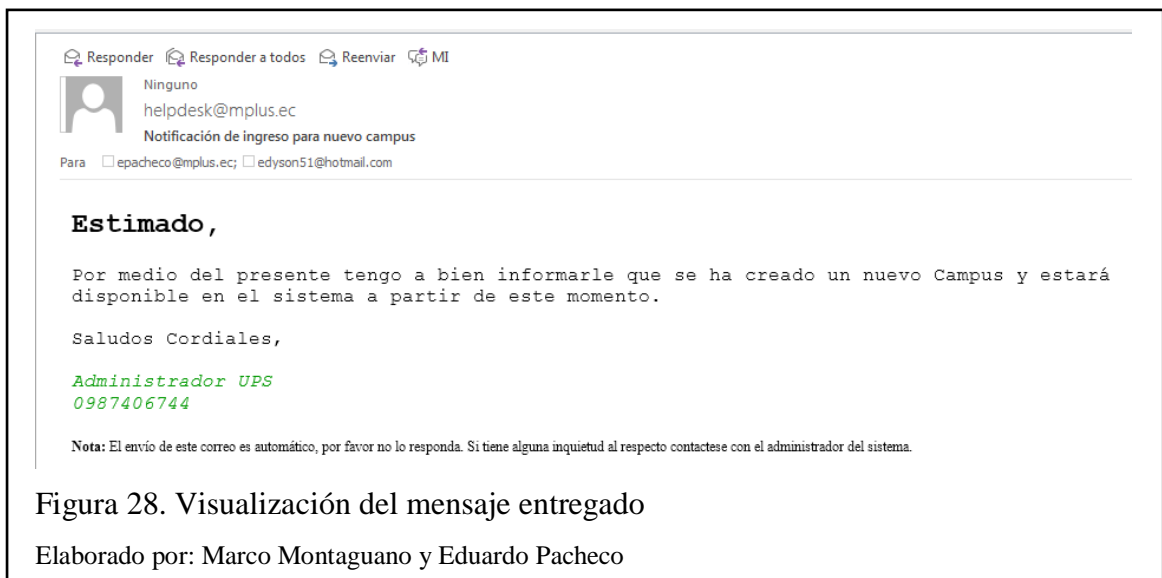 Responder Responder a todos Reenviar MI
Ninguno
helpdesk@mplus.ec
Notificación de ingreso para nuevo campus
Para epacheco@mplus.ec; edyson51@hotmail.com
Estimado,
Por medio del presente tengo a bien informarle que se ha creado un nuevo Campus y estará
disponible en el sistema a partir de este momento.
Saludos Cordiales,
Administrador UPS
0987406744
Nota: El envío de este correo es automático, por favor no lo responda. Si tiene alguna inquietud al respecto contactese con el administrador del sistema.
Figura 28. Visualización del mensaje entregado
Elaborado por: Marco Montaguano y Eduardo Pacheco